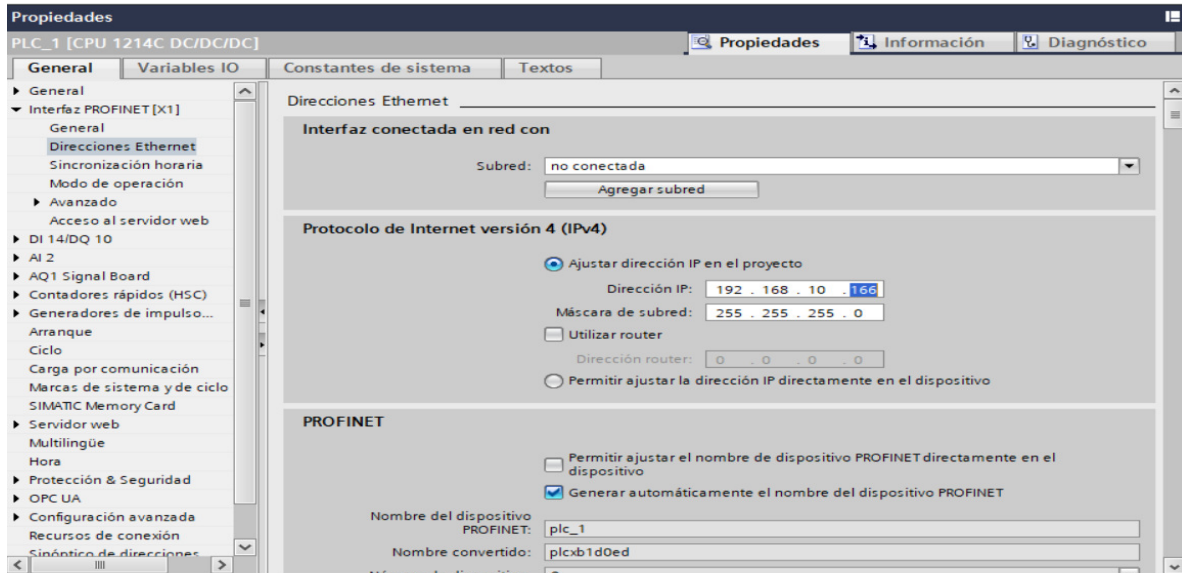 Propiedades
PLC_1 [CPU 1214C DC/DC/DC]
Propiedades
Información
Diagnóstico
General
Variables IO
Constantes de sistema
Textos
General
Interfaz PROFINET [X1]
General
Direcciones Ethernet
Sincronización horaria
Modo de operación
Avanzado
Acceso al servidor web
DI 14/DQ 10
AI 2
AQ1 Signal Board
Contadores rápidos (HSC)
Generadores de impulso...
Arranque
Ciclo
Carga por comunicación
Marcas de sistema y de ciclo
SIMATIC Memory Card
Servidor web
Multilingüe
Hora
Protección & Seguridad
OPC UA
Configuración avanzada
Recursos de conexión
Sinóptico de direcciones
Direcciones Ethernet
Interfaz conectada en red con
Subred: no conectada
Agregar subred
Protocolo de Internet versión 4 (IPv4)
Ajustar dirección IP en el proyecto
Dirección IP: 192 . 168 . 10 . 166
Máscara de subred: 255 . 255 . 255 . 0
Utilizar router
Dirección router: 0 . 0 . 0 . 0
Permitir ajustar la dirección IP directamente en el dispositivo
PROFINET
Permitir ajustar el nombre de dispositivo PROFINET directamente en el
dispositivo
Generar automáticamente el nombre del dispositivo PROFINET
Nombre del dispositivo
PROFINET: plc_1
Nombre convertido: plcxb1d0ed